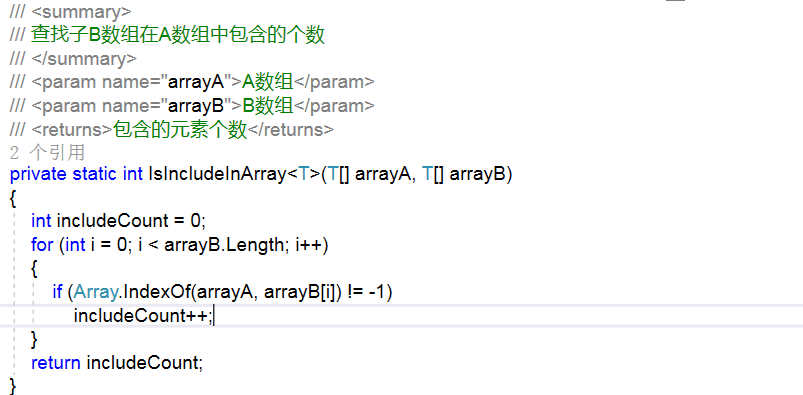 /// <summary>
/// 查找子B数组在A数组中包含的个数
/// </summary>
/// <param name="arrayA">A数组</param>
/// <param name="arrayB">B数组</param>
/// <returns>包含的元素个数</returns>
2 个引用
private static int IsIncludeInArray<T>(T[] arrayA, T[] arrayB)
{
    int includeCount = 0;
    for (int i = 0; i < arrayB.Length; i++)
    {
        if (Array.IndexOf(arrayA, arrayB[i]) != -1)
            includeCount++;
    }
    return includeCount;
}